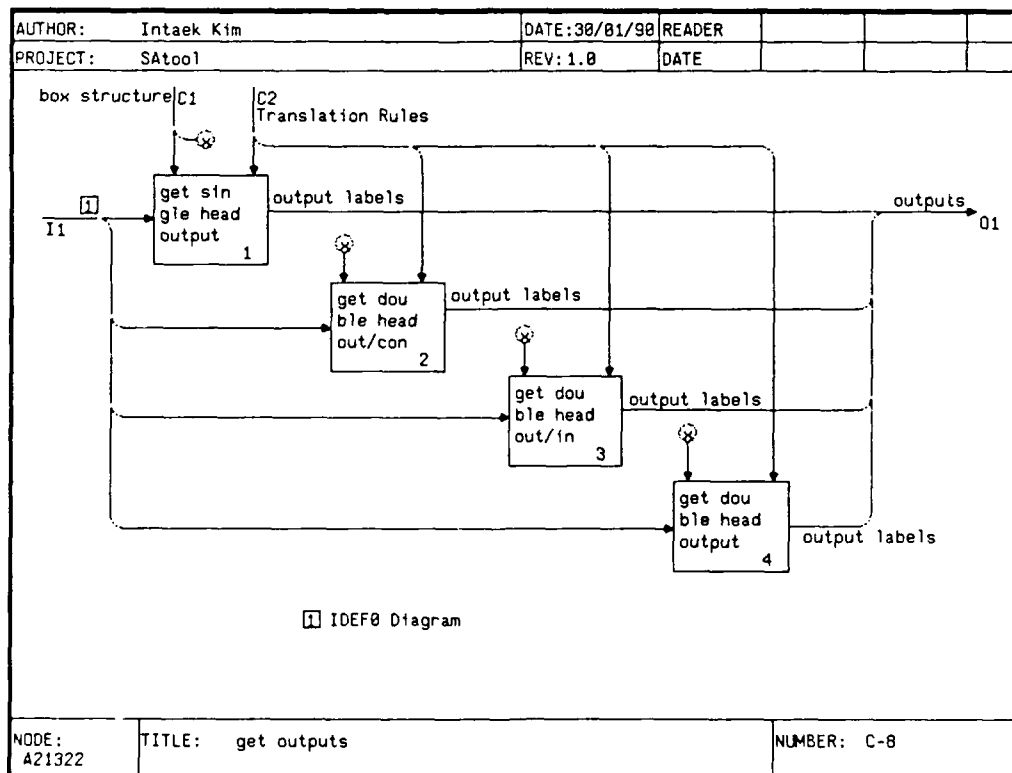 AUTHOR: Intaek Kim DATE:30/01/90 READER
PROJECT: SAtool REV:1.0 DATE
box structure C1 C2
Translation Rules
x
get sin
gle head
output
1
output labels
1
I1
outputs
O1
x
get dou
ble head
out/con
2
output labels
x
get dou
ble head
out/in
3
output labels
x
get dou
ble head
output
4
output labels
1 IDEF0 Diagram
NODE: A21322 TITLE: get outputs NUMBER: C-8